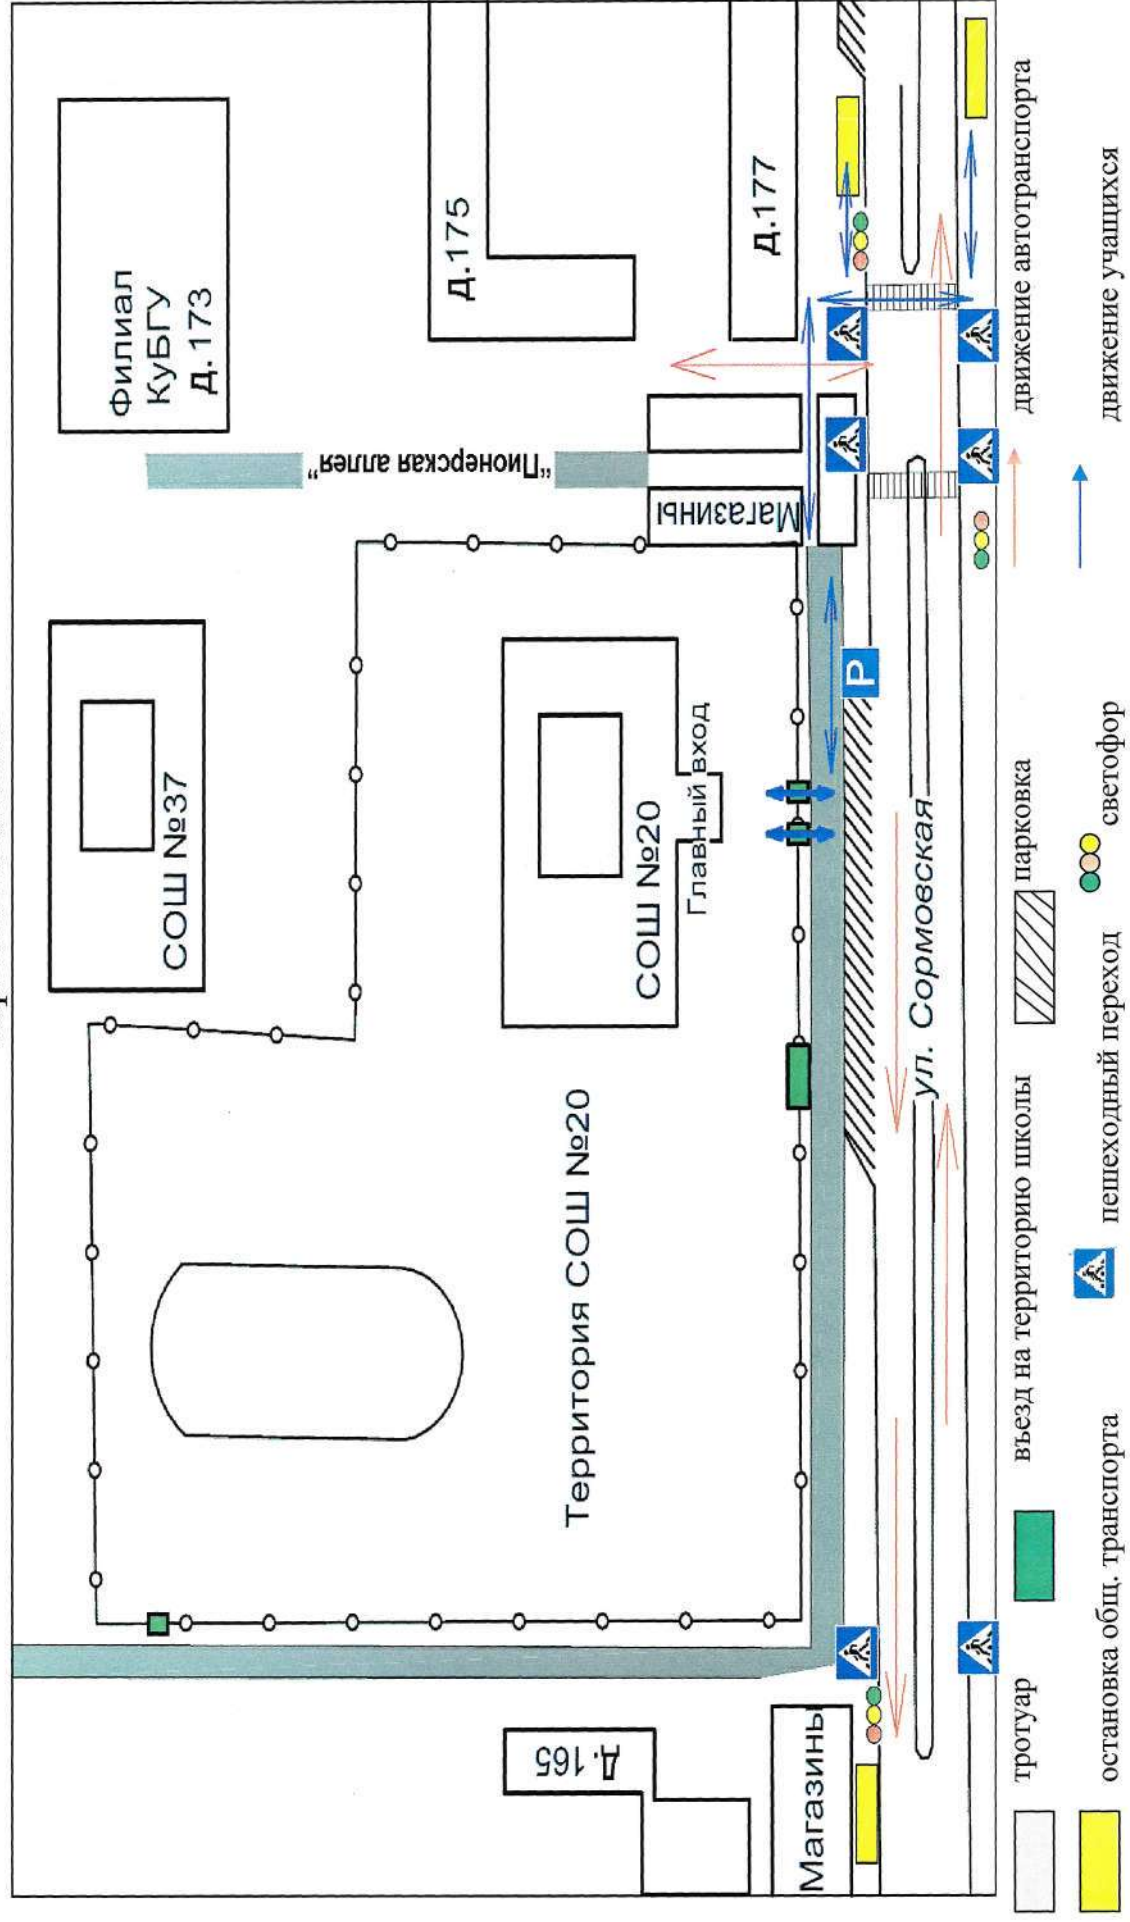 Филиал
КуБГУ
Д.173
Д.175
Д.177
"Пионерская аллея"
Магазины
СОШ №37
СОШ №20
Главный вход
P
Территория СОШ №20
ул. Сормовская
Д.165
Магазины
тротуар
въезд на территорию школы
парковка
движение автотранспорта
остановка общ. транспорта
пешеходный переход
светофор
движение учащихся